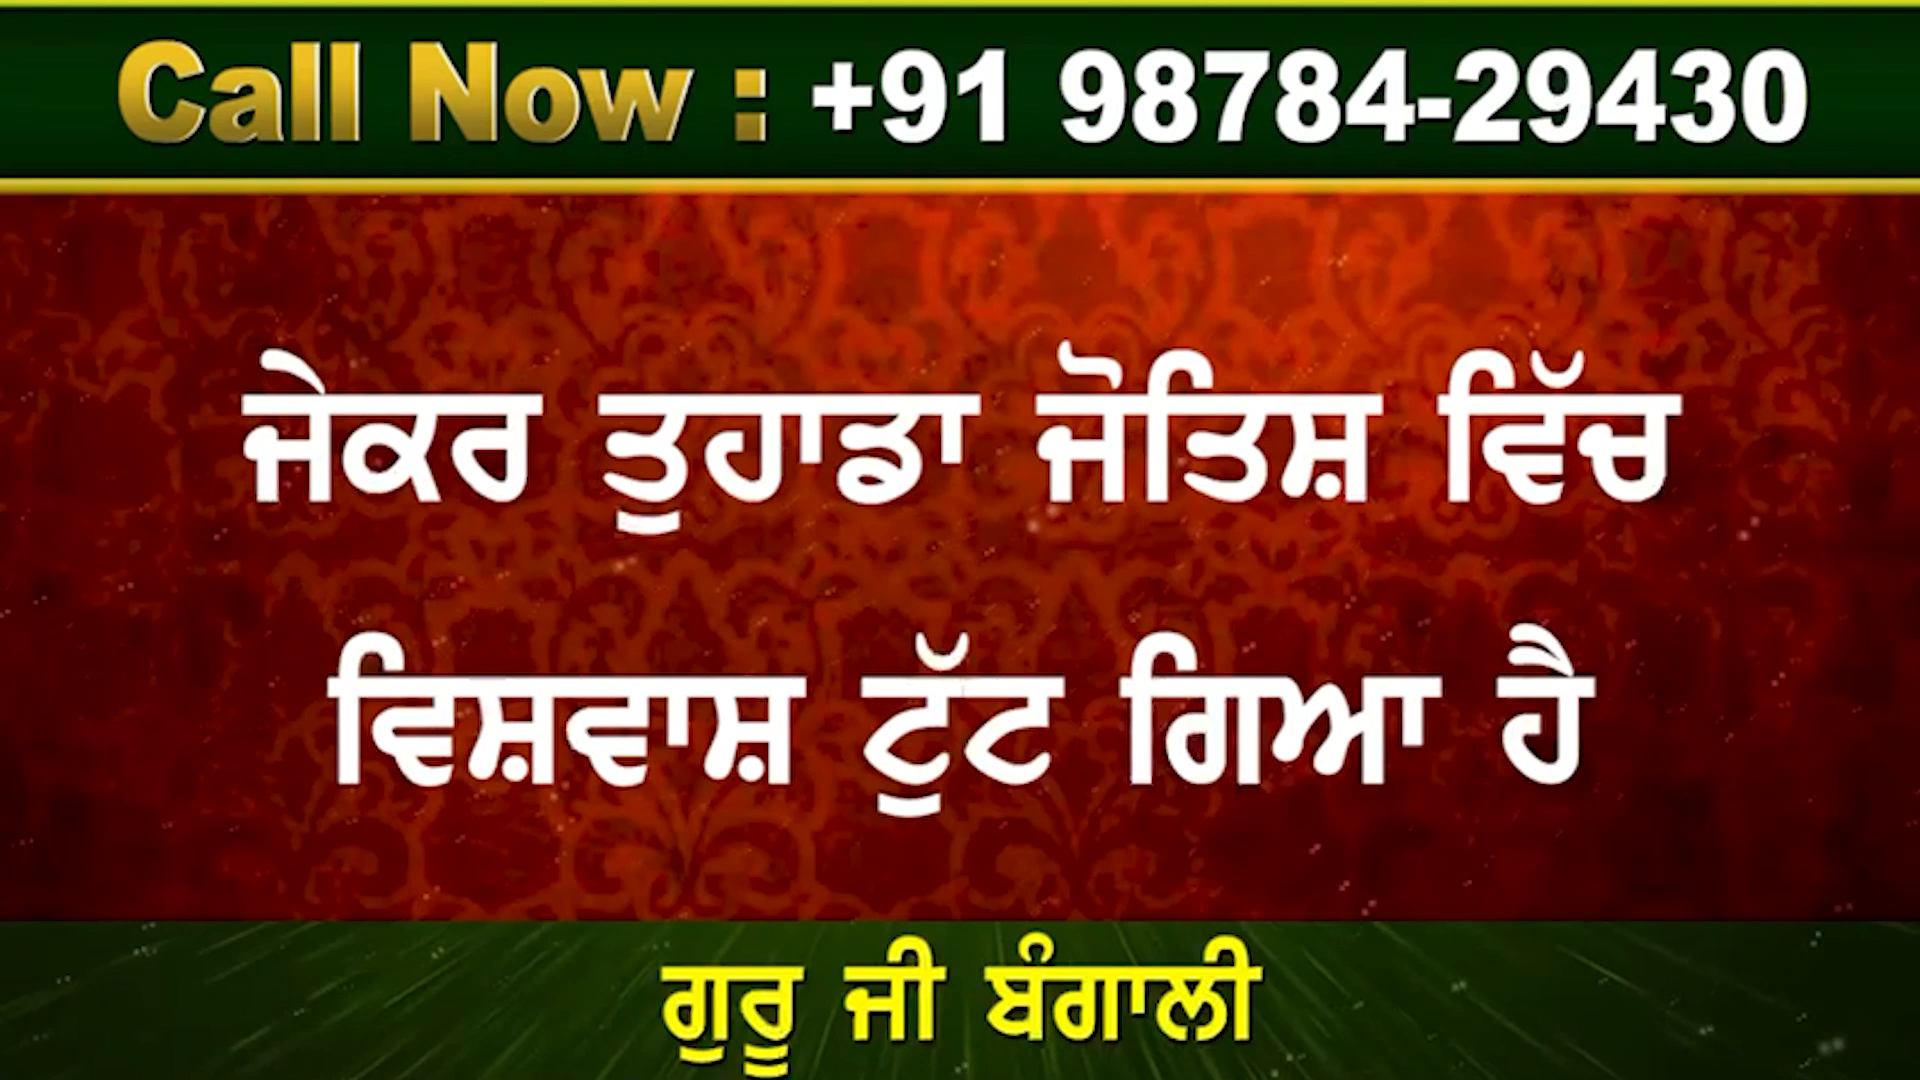 Call Now : +91 98784-29430
ਜੇਕਰ ਤੁਹਾਡਾ ਜੋਤਿਸ਼ ਵਿੱਚ
ਵਿਸ਼ਵਾਸ਼ ਟੁੱਟ ਗਿਆ ਹੈ
ਗੁਰੂ ਜੀ ਬੰਗਾਲੀ